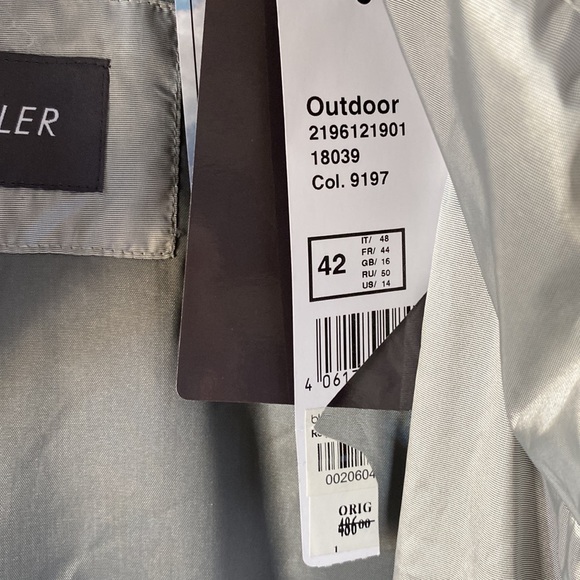 LER
Outdoor
2196121901
18039
Col. 9197
42
IT/ 48
FR/ 44
GB/ 16
RU/ 50
US/ 14
4 061
0020604
ORIG
486 00